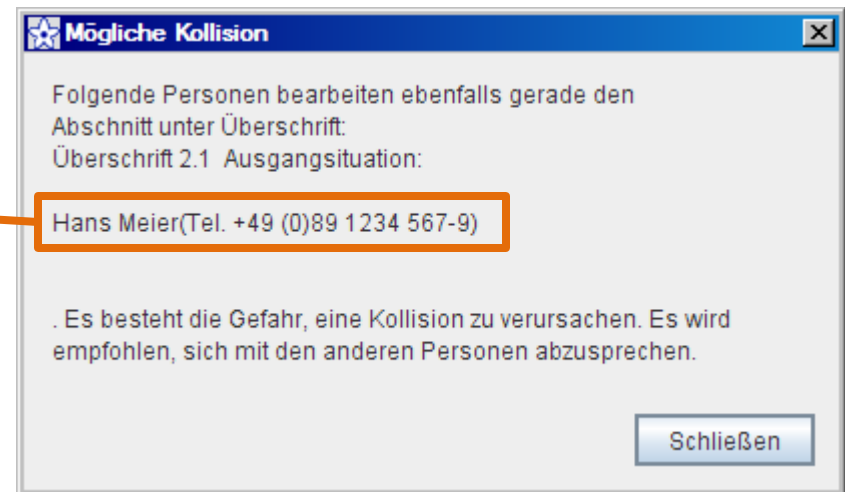 Mögliche Kollision
Folgende Personen bearbeiten ebenfalls gerade den
Abschnitt unter Überschrift:
Überschrift 2.1 Ausgangsituation:
Hans Meier(Tel. +49 (0)89 1234 567-9)
. Es besteht die Gefahr, eine Kollision zu verursachen. Es wird
empfohlen, sich mit den anderen Personen abzusprechen.
Schließen